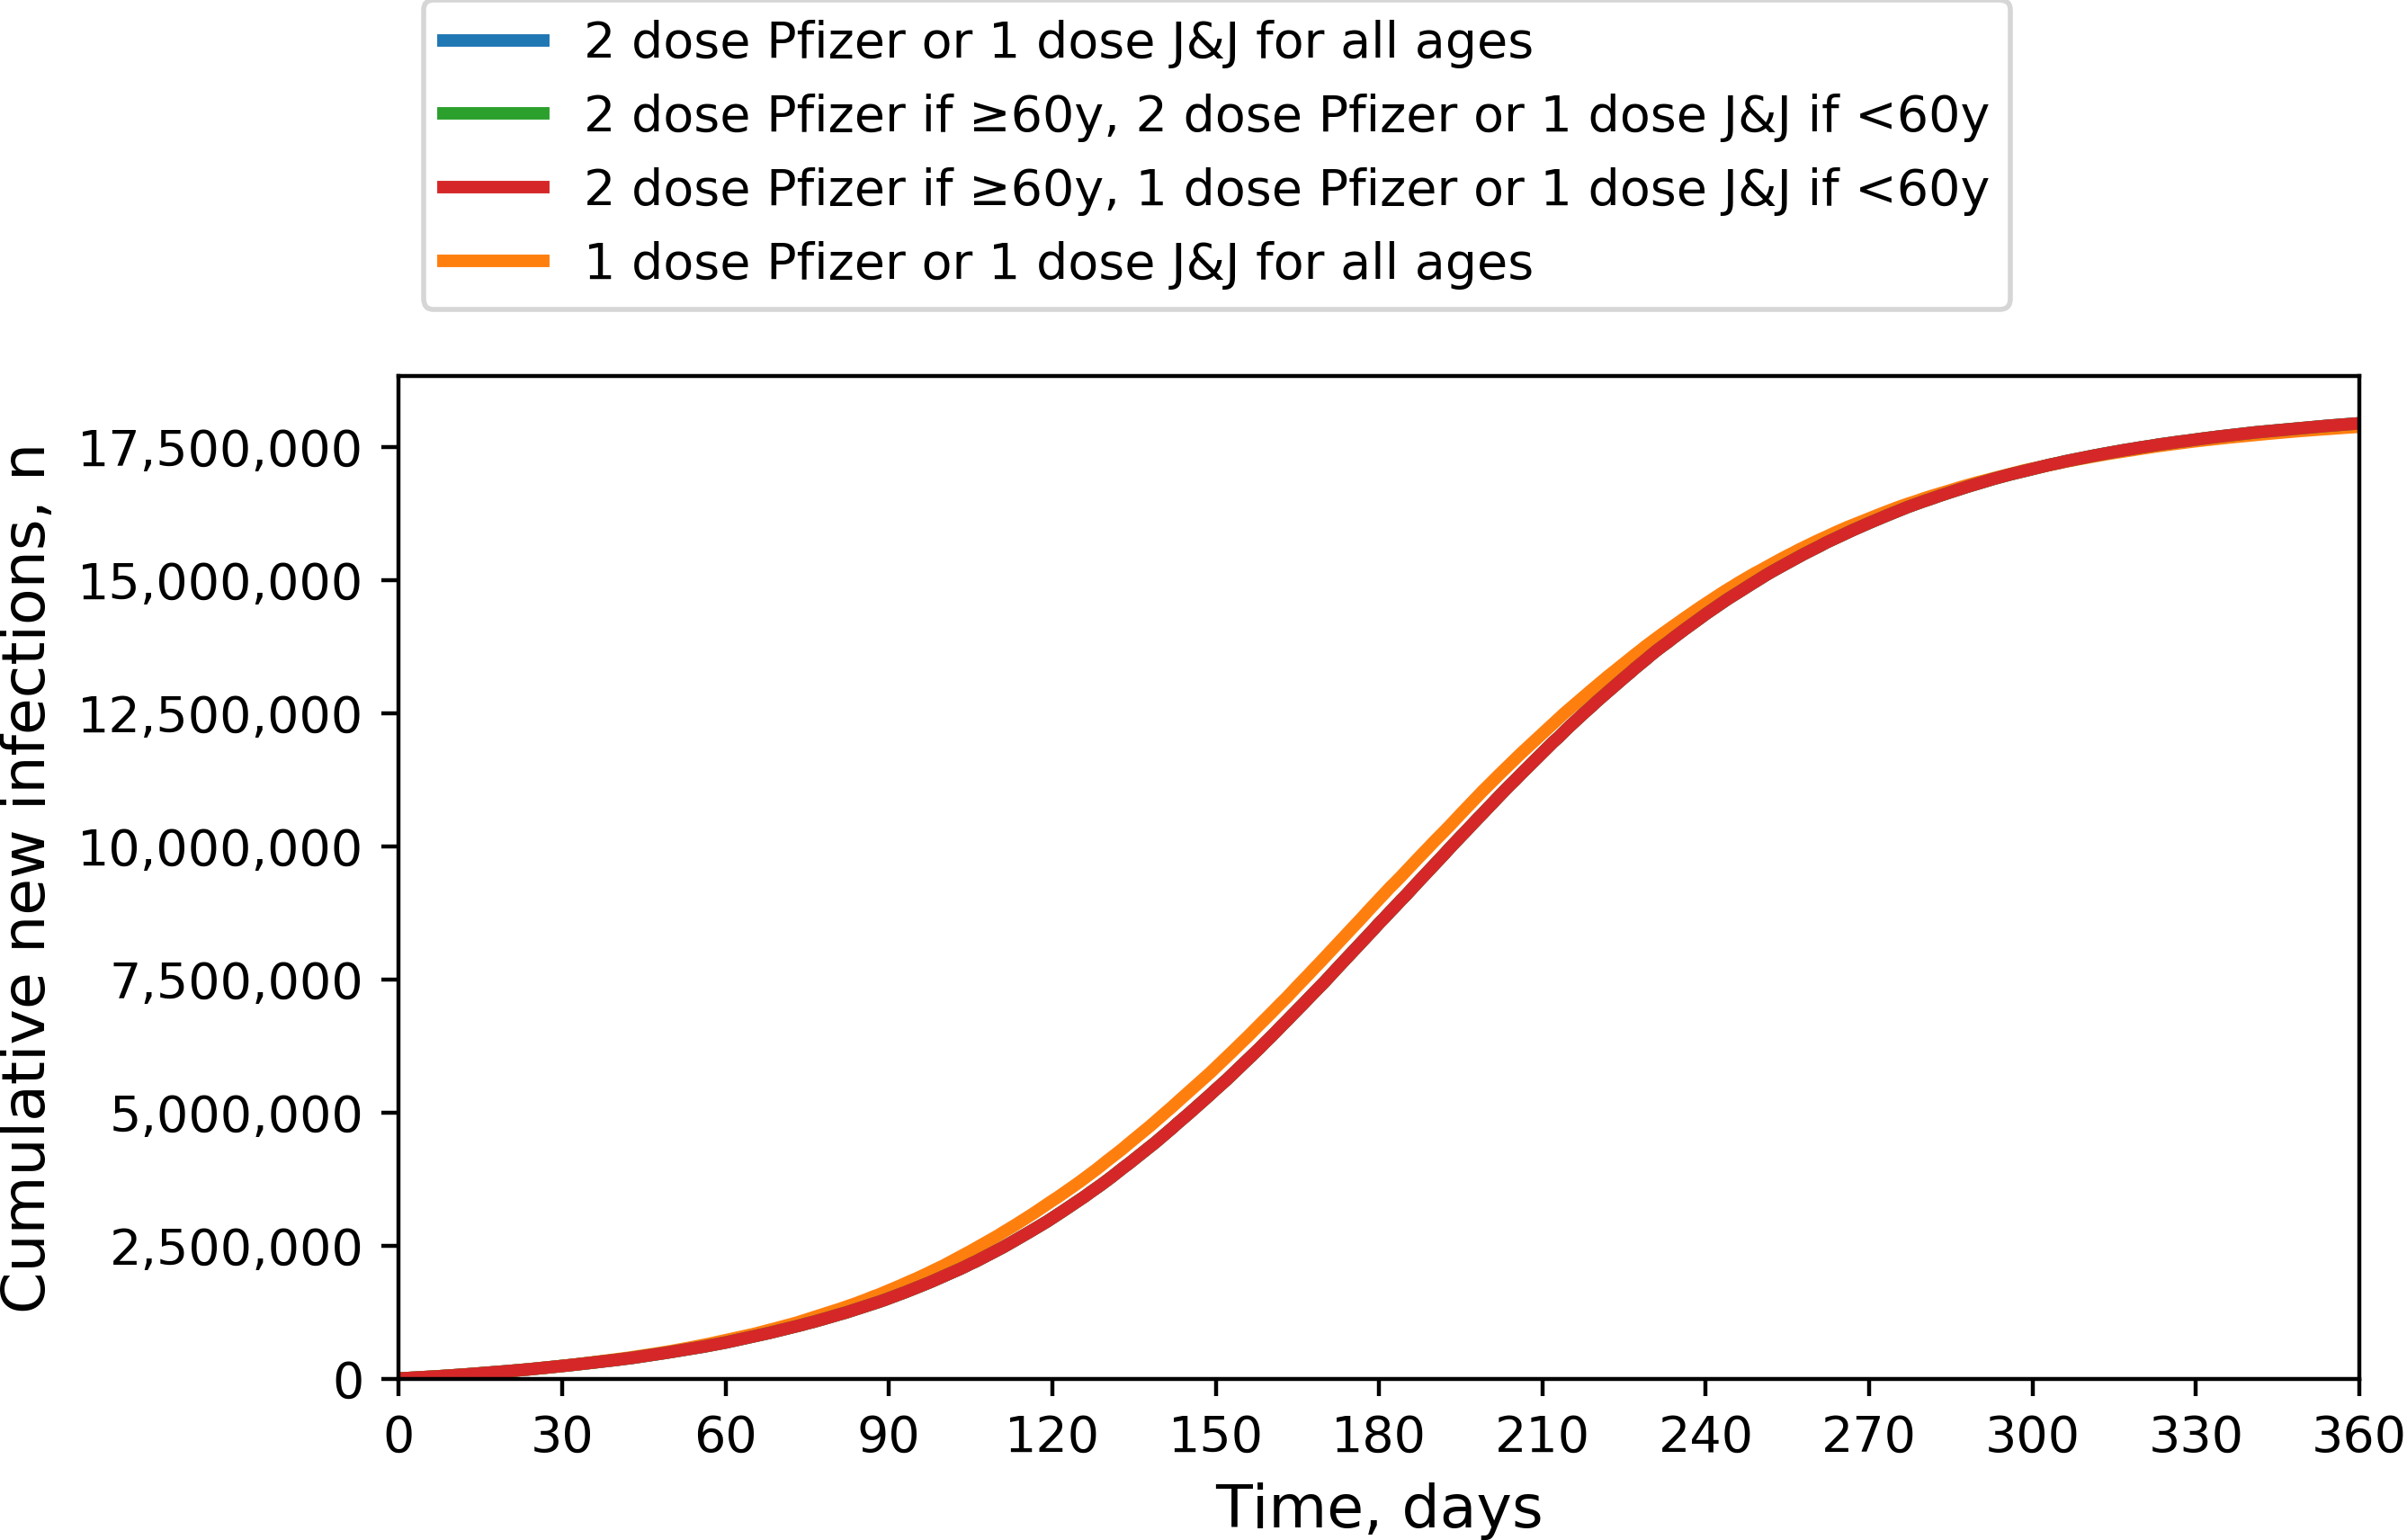 2 dose Pfizer or 1 dose J&J for all ages
2 dose Pfizer if ≥60y, 2 dose Pfizer or 1 dose J&J if <60y
2 dose Pfizer if ≥60y, 1 dose Pfizer or 1 dose J&J if <60y
1 dose Pfizer or 1 dose J&J for all ages
Cumulative new infections, n
17,500,000
15,000,000
12,500,000
10,000,000
7,500,000
5,000,000
2,500,000
0
0 30 60 90 120 150 180 210 240 270 300 330 360
Time, days